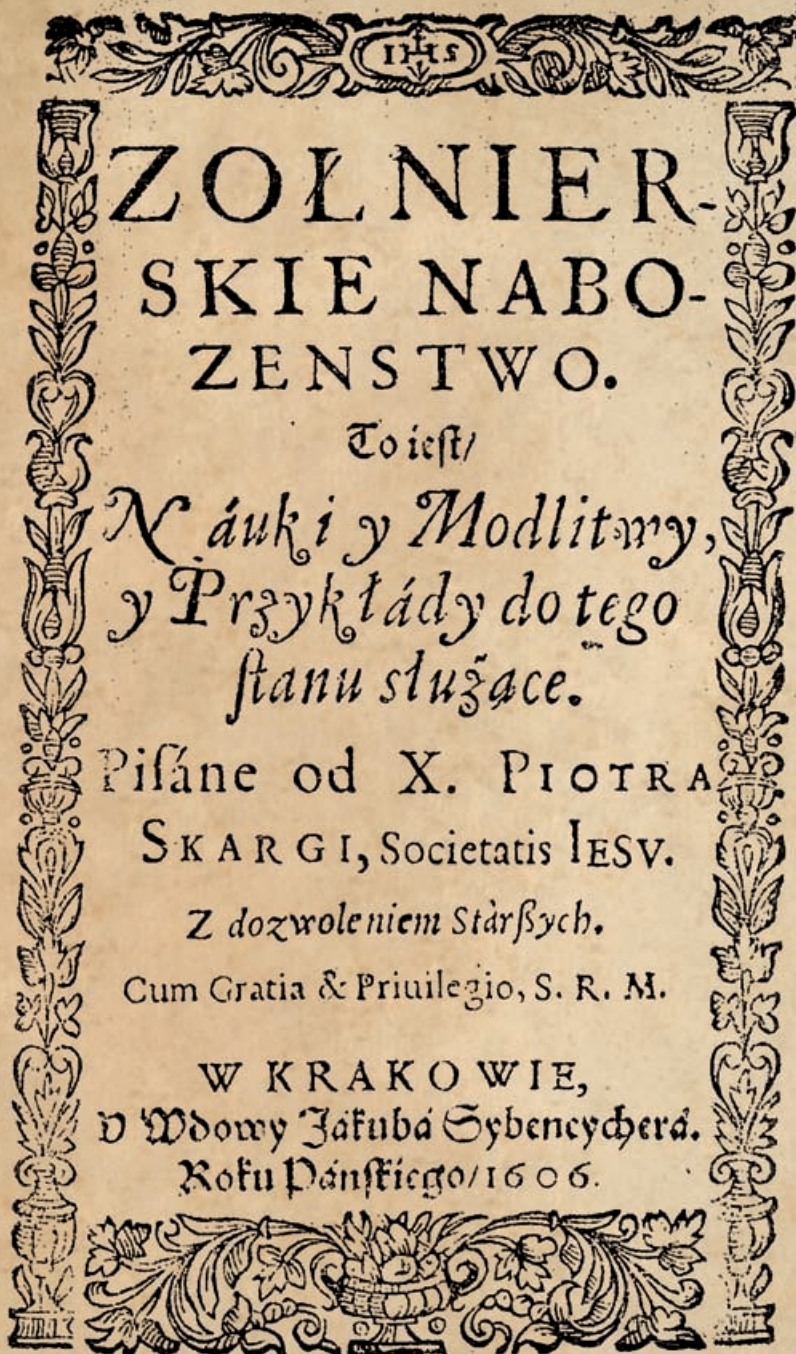 IHS
ZOŁNIER-
SKIE NABO-
ZENSTWO.
To ieſt/
Náuki y Modlitwy,
y Przykłády do tego
ſtanu służące.
Piſáne od X. PIOTRA
SKARGI, Societatis IESV.
Z dozwoleniem Stárßych.
Cum Gratia & Priuilegio, S. R. M.
W KRAKOWIE,
V Wdowy Jákubá Sybencycherá.
Roku Páńſkiego/1606.